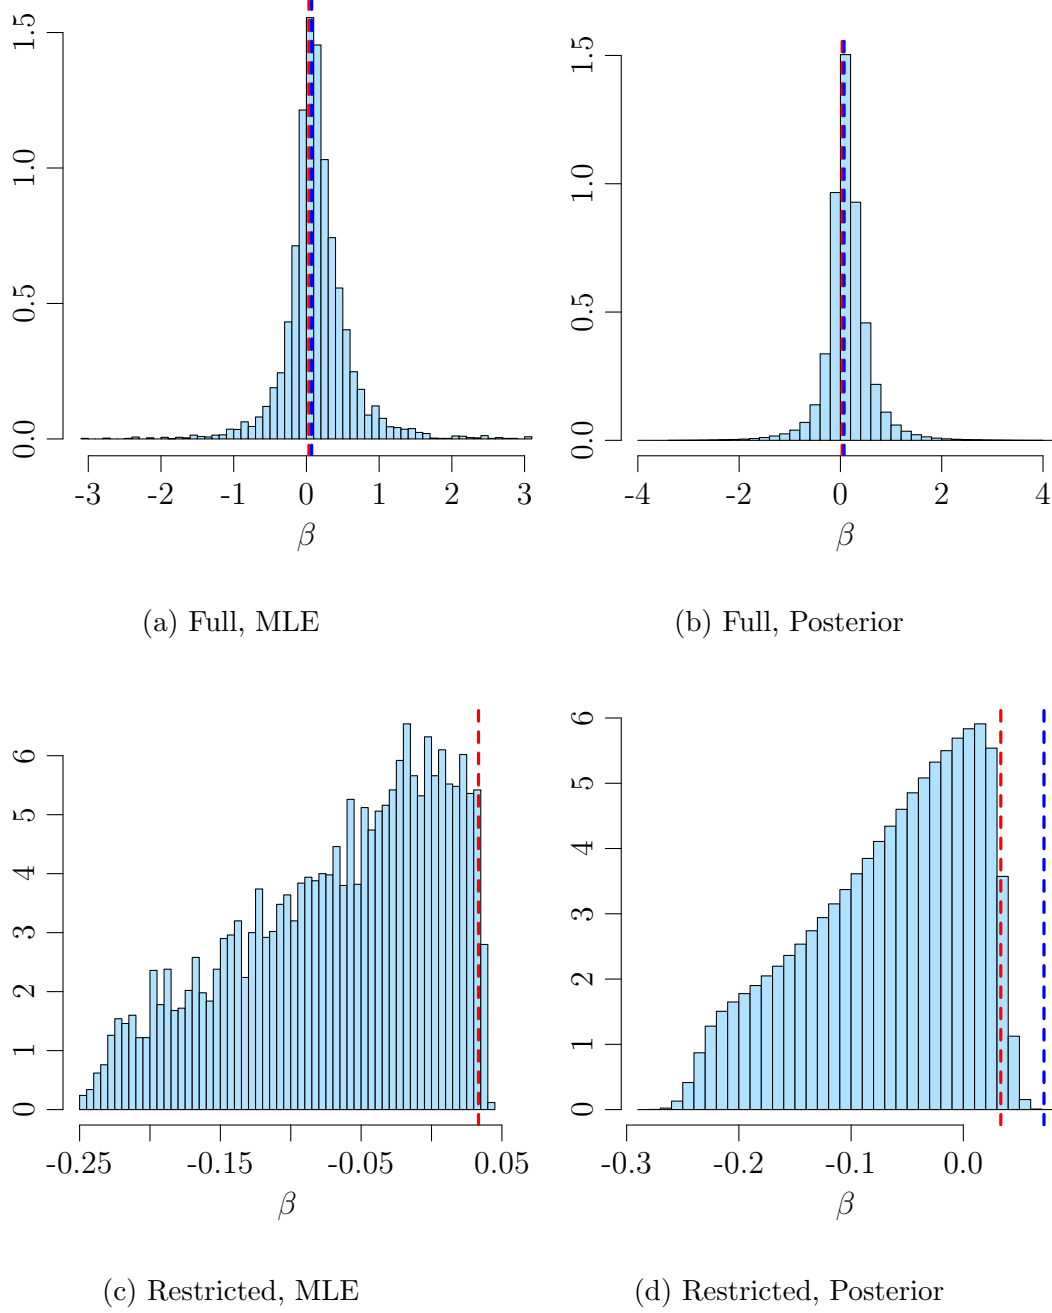 0.0 0.5 1.0 1.5
-3 -2 -1 0 1 2 3
β
(a) Full, MLE
0.0 0.5 1.0 1.5
-4 -2 0 2 4
β
(b) Full, Posterior
0 1 2 3 4 5 6
-0.25 -0.15 -0.05 0.05
β
(c) Restricted, MLE
0 1 2 3 4 5 6
-0.3 -0.2 -0.1 0.0
β
(d) Restricted, Posterior